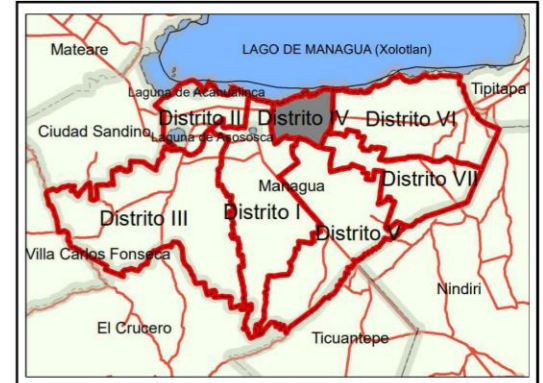 Mateare
LAGO DE MANAGUA (Xolotlan)
Tipitapa
Laguna de Acahualinca
Distrito II
Distrito IV
Distrito VI
Ciudad Sandino
Laguna de Asososca
Managua
Distrito VII
Distrito III
Distrito I
Distrito V
Villa Carlos Fonseca
Nindiri
El Crucero
Ticuantepe